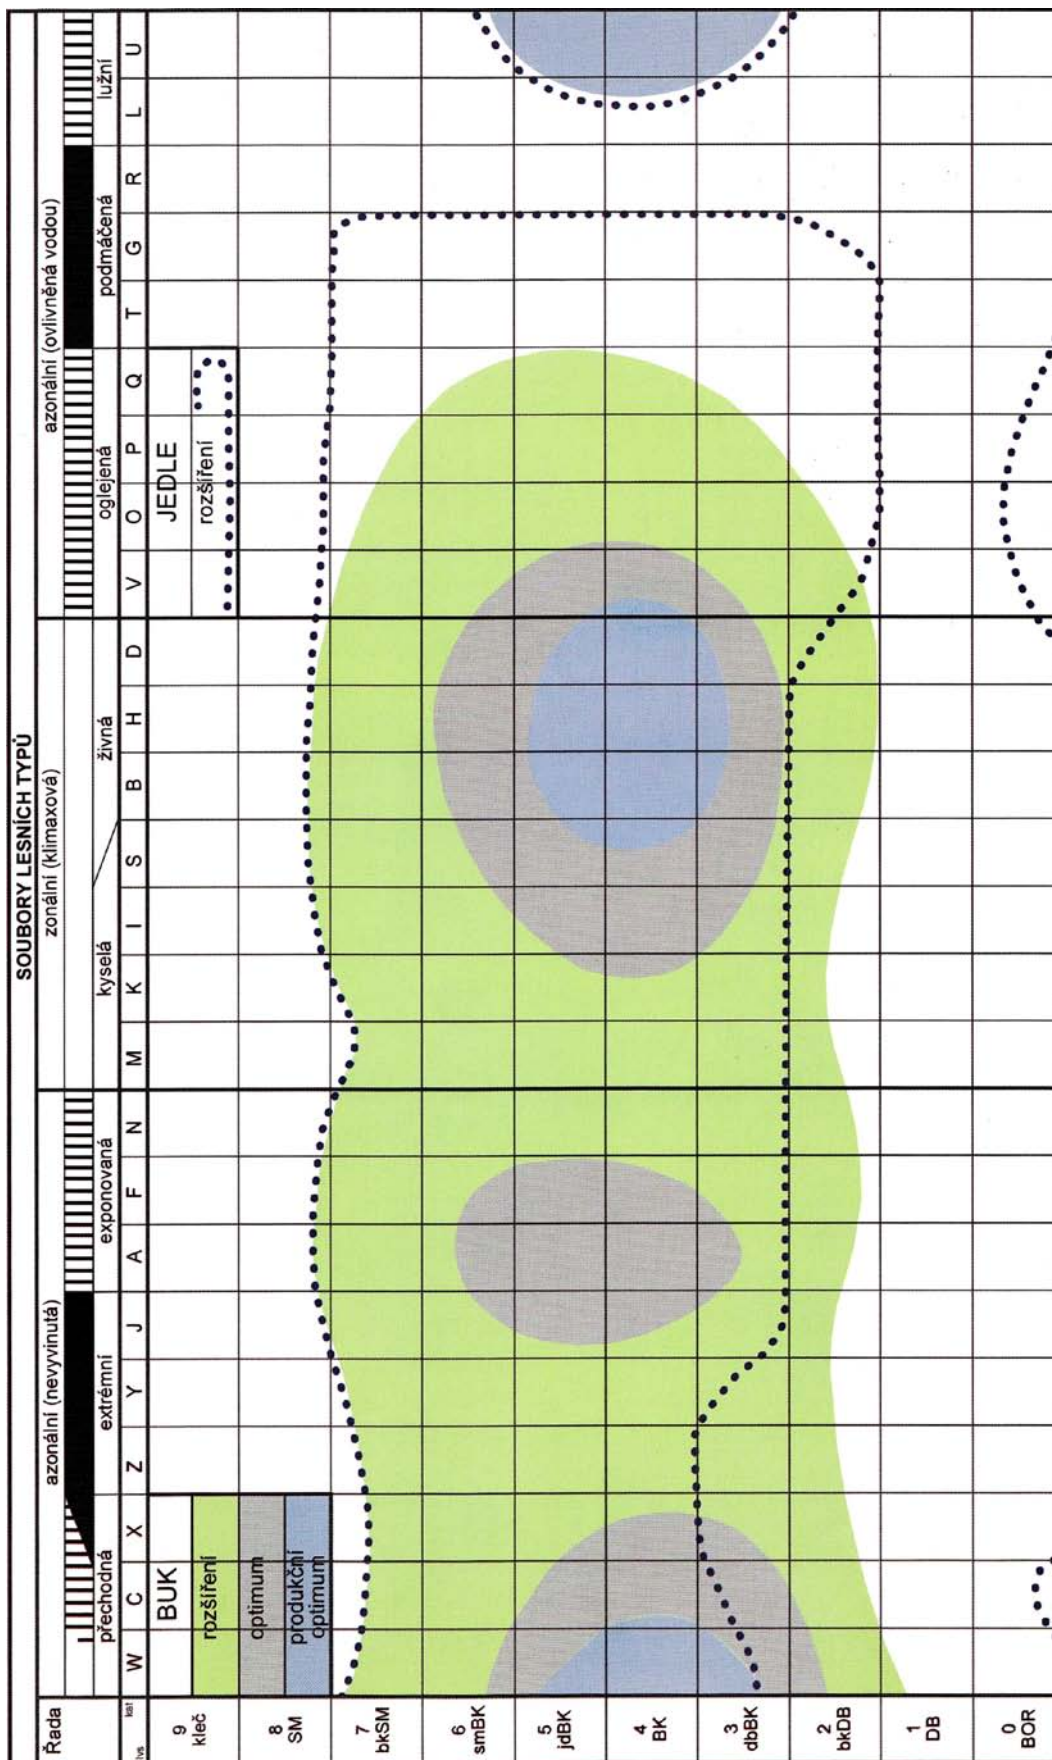 SOUBORY LESNÍCH TYPŮ
Řada
azonální (nevyvinutá)
zonální (klimaxová)
azonální (ovlivněná vodou)
přechodná
extrémní
exponovaná
kyselá
živná
oglejená
podmáčená
lužní
lvs
kat
W C X Z Y J A F N M K I S B H D V O P Q T G R L U
9
kleč
8
SM
7
bkSM
6
smBK
5
jdBK
4
BK
3
dbBK
2
bkDB
1
DB
0
BOR
BUK
rozšíření
optimum
produkční
optimum
JEDLE
rozšíření